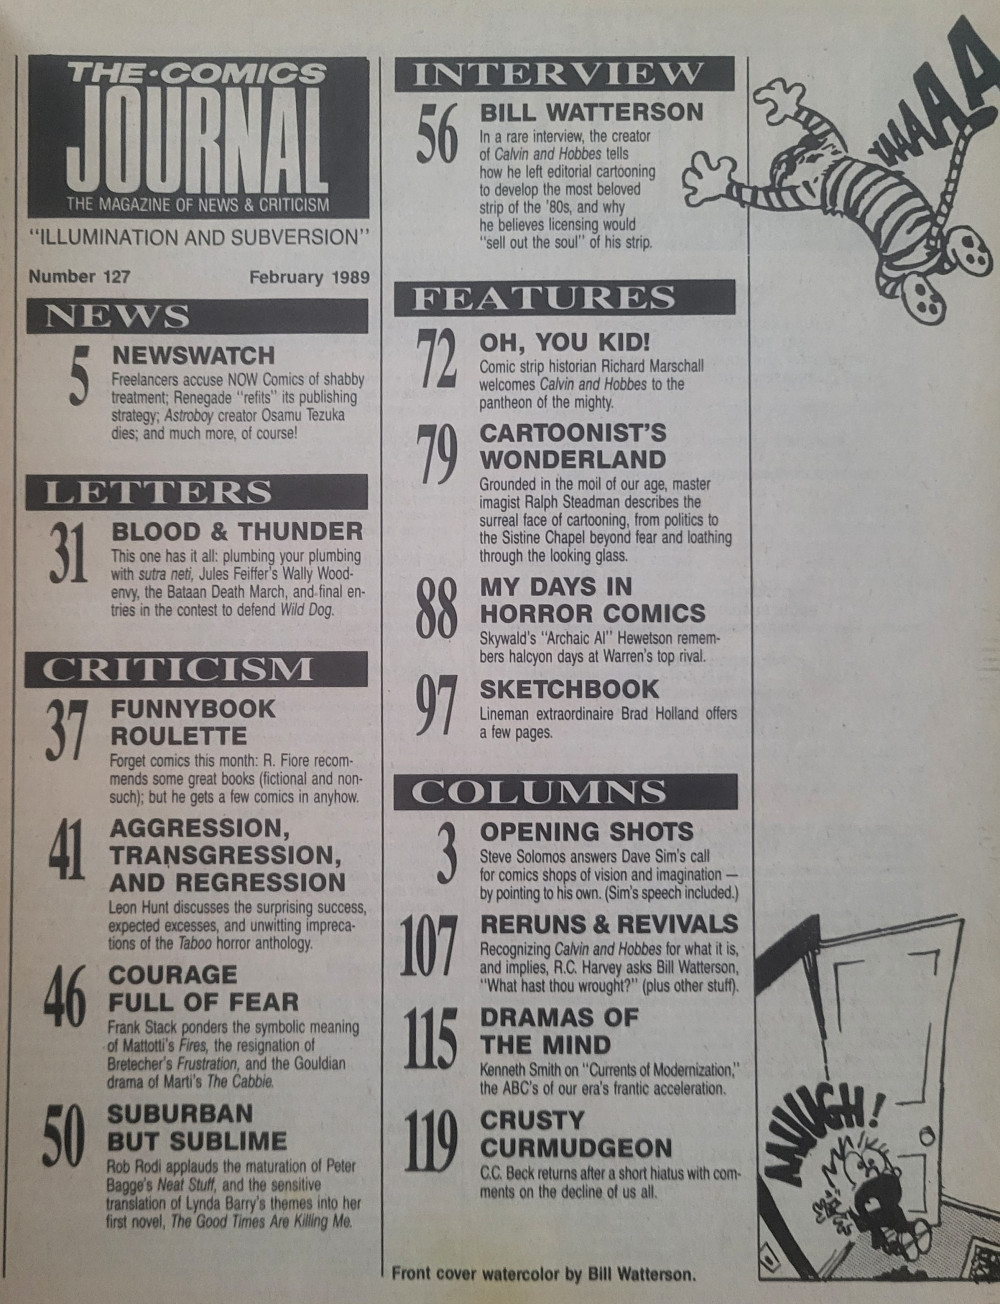 THE·COMICS
JOURNAL
THE MAGAZINE OF NEWS & CRITICISM
"ILLUMINATION AND SUBVERSION"
Number 127 February 1989
NEWS
5 NEWSWATCH
Freelancers accuse NOW Comics of shabby
treatment; Renegade "refits" its publishing
strategy; Astroboy creator Osamu Tezuka
dies; and much more, of course!
LETTERS
31 BLOOD & THUNDER
This one has it all: plumbing your plumbing
with sutra neti, Jules Feiffer's Wally Wood-
envy, the Bataan Death March, and final en-
tries in the contest to defend Wild Dog.
CRITICISM
37 FUNNYBOOK
ROULETTE
Forget comics this month: R. Fiore recom-
mends some great books (fictional and non-
such); but he gets a few comics in anyhow.
41 AGGRESSION,
TRANSGRESSION,
AND REGRESSION
Leon Hunt discusses the surprising success,
expected excesses, and unwitting impreca-
tions of the Taboo horror anthology.
46 COURAGE
FULL OF FEAR
Frank Stack ponders the symbolic meaning
of Mattotti's Fires, the resignation of
Bretecher's Frustration, and the Gouldian
drama of Marti's The Cabbie.
50 SUBURBAN
BUT SUBLIME
Rob Rodi applauds the maturation of Peter
Bagge's Neat Stuff, and the sensitive
translation of Lynda Barry's themes into her
first novel, The Good Times Are Killing Me.
INTERVIEW
56 BILL WATTERSON
In a rare interview, the creator
of Calvin and Hobbes tells
how he left editorial cartooning
to develop the most beloved
strip of the '80s, and why
he believes licensing would
"sell out the soul" of his strip.
FEATURES
72 OH, YOU KID!
Comic strip historian Richard Marschall
welcomes Calvin and Hobbes to the
pantheon of the mighty.
79 CARTOONIST'S
WONDERLAND
Grounded in the moil of our age, master
imagist Ralph Steadman describes the
surreal face of cartooning, from politics to
the Sistine Chapel beyond fear and loathing
through the looking glass.
88 MY DAYS IN
HORROR COMICS
Skywald's "Archaic Al" Hewetson remem-
bers halcyon days at Warren's top rival.
97 SKETCHBOOK
Lineman extraordinaire Brad Holland offers
a few pages.
COLUMNS
3 OPENING SHOTS
Steve Solomos answers Dave Sim's call
for comics shops of vision and imagination —
by pointing to his own. (Sim's speech included.)
107 RERUNS & REVIVALS
Recognizing Calvin and Hobbes for what it is,
and implies, R.C. Harvey asks Bill Watterson,
"What hast thou wrought?" (plus other stuff).
115 DRAMAS OF
THE MIND
Kenneth Smith on "Currents of Modernization,"
the ABC's of our era's frantic acceleration.
119 CRUSTY
CURMUDGEON
C.C. Beck returns after a short hiatus with com-
ments on the decline of us all.
Front cover watercolor by Bill Watterson.